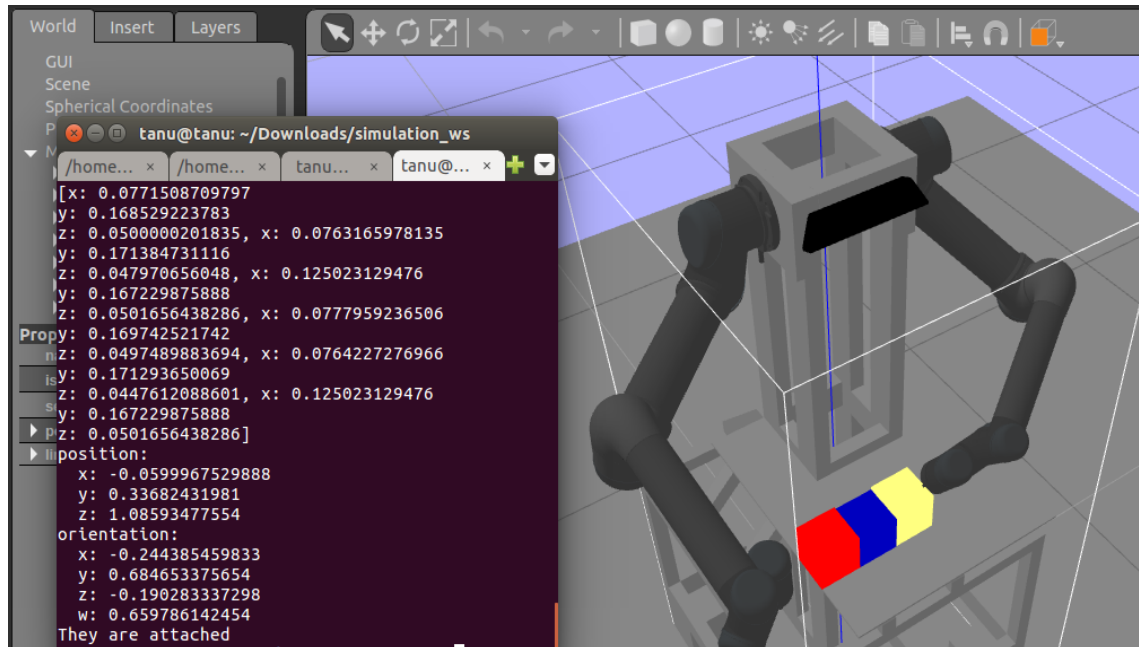 World Insert Layers
GUI
Scene
Spherical Coordinates
P
M
tanu@tanu: ~/Downloads/simulation_ws
/home... × /home... × tanu... × tanu@... ×
[x: 0.0771508709797
y: 0.168529223783
z: 0.0500000201835, x: 0.0763165978135
y: 0.171384731116
z: 0.047970656048, x: 0.125023129476
y: 0.167229875888
z: 0.0501656438286, x: 0.0777959236506
Prop
y: 0.169742521742
z: 0.0497489883694, x: 0.0764227276966
is
y: 0.171293650069
z: 0.0447612088601, x: 0.125023129476
y: 0.167229875888
z: 0.0501656438286]
li
position:
x: -0.0599967529888
y: 0.33682431981
z: 1.08593477554
orientation:
x: -0.244385459833
y: 0.684653375654
z: -0.190283337298
w: 0.659786142454
They are attached